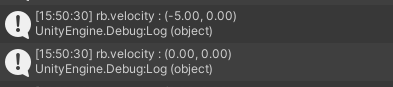 [15:50:30] rb.velocity : (-5.00, 0.00)
UnityEngine.Debug:Log (object)
[15:50:30] rb.velocity : (0.00, 0.00)
UnityEngine.Debug:Log (object)